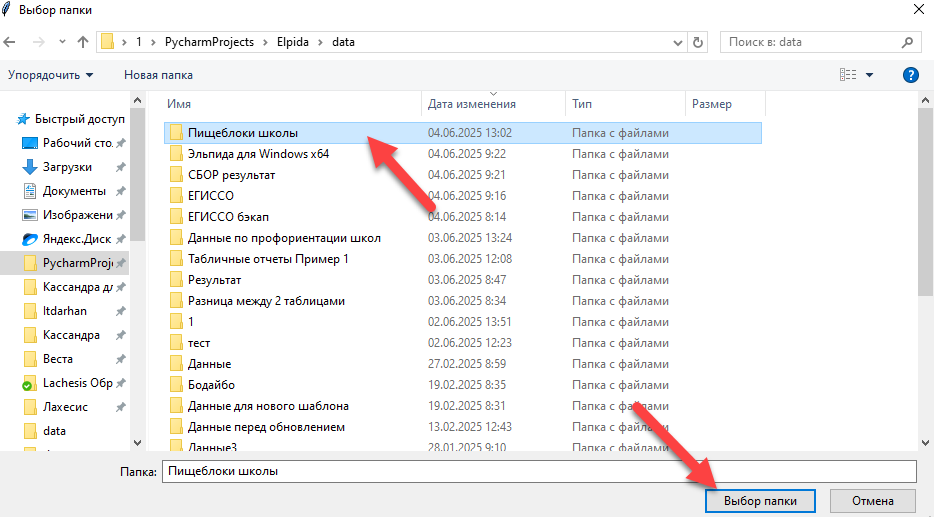 Выбор папки
1 PycharmProjects Elpida data
Поиск в: data
Упорядочить
Новая папка
Имя Дата изменения Тип Размер
Быстрый доступ
Рабочий сто.
Загрузки
Документы
Изображени
Яндекс.Диск
PycharmProj
Кассандра дл
Itdarhan
Кассандра
Веста
Lachesis Обр
Лахесис
data
Пищеблоки школы 04.06.2025 13:02 Папка с файлами
Эльпида для Windows x64 04.06.2025 9:22 Папка с файлами
СБОР результат 04.06.2025 9:21 Папка с файлами
ЕГИССО 04.06.2025 9:16 Папка с файлами
ЕГИССО бэкап 04.06.2025 8:14 Папка с файлами
Данные по профориентации школ 03.06.2025 13:24 Папка с файлами
Табличные отчеты Пример 1 03.06.2025 12:08 Папка с файлами
Результат 03.06.2025 8:47 Папка с файлами
Разница между 2 таблицами 03.06.2025 8:34 Папка с файлами
1 02.06.2025 13:51 Папка с файлами
тест 02.06.2025 12:23 Папка с файлами
Данные 27.02.2025 8:59 Папка с файлами
Бодайбо 19.02.2025 8:35 Папка с файлами
Данные для нового шаблона 19.02.2025 8:31 Папка с файлами
Данные перед обновлением 13.02.2025 12:43 Папка с файлами
Данные3 28.01.2025 9:10 Папка с файлами
Папка: Пищеблоки школы
Выбор папки Отмена